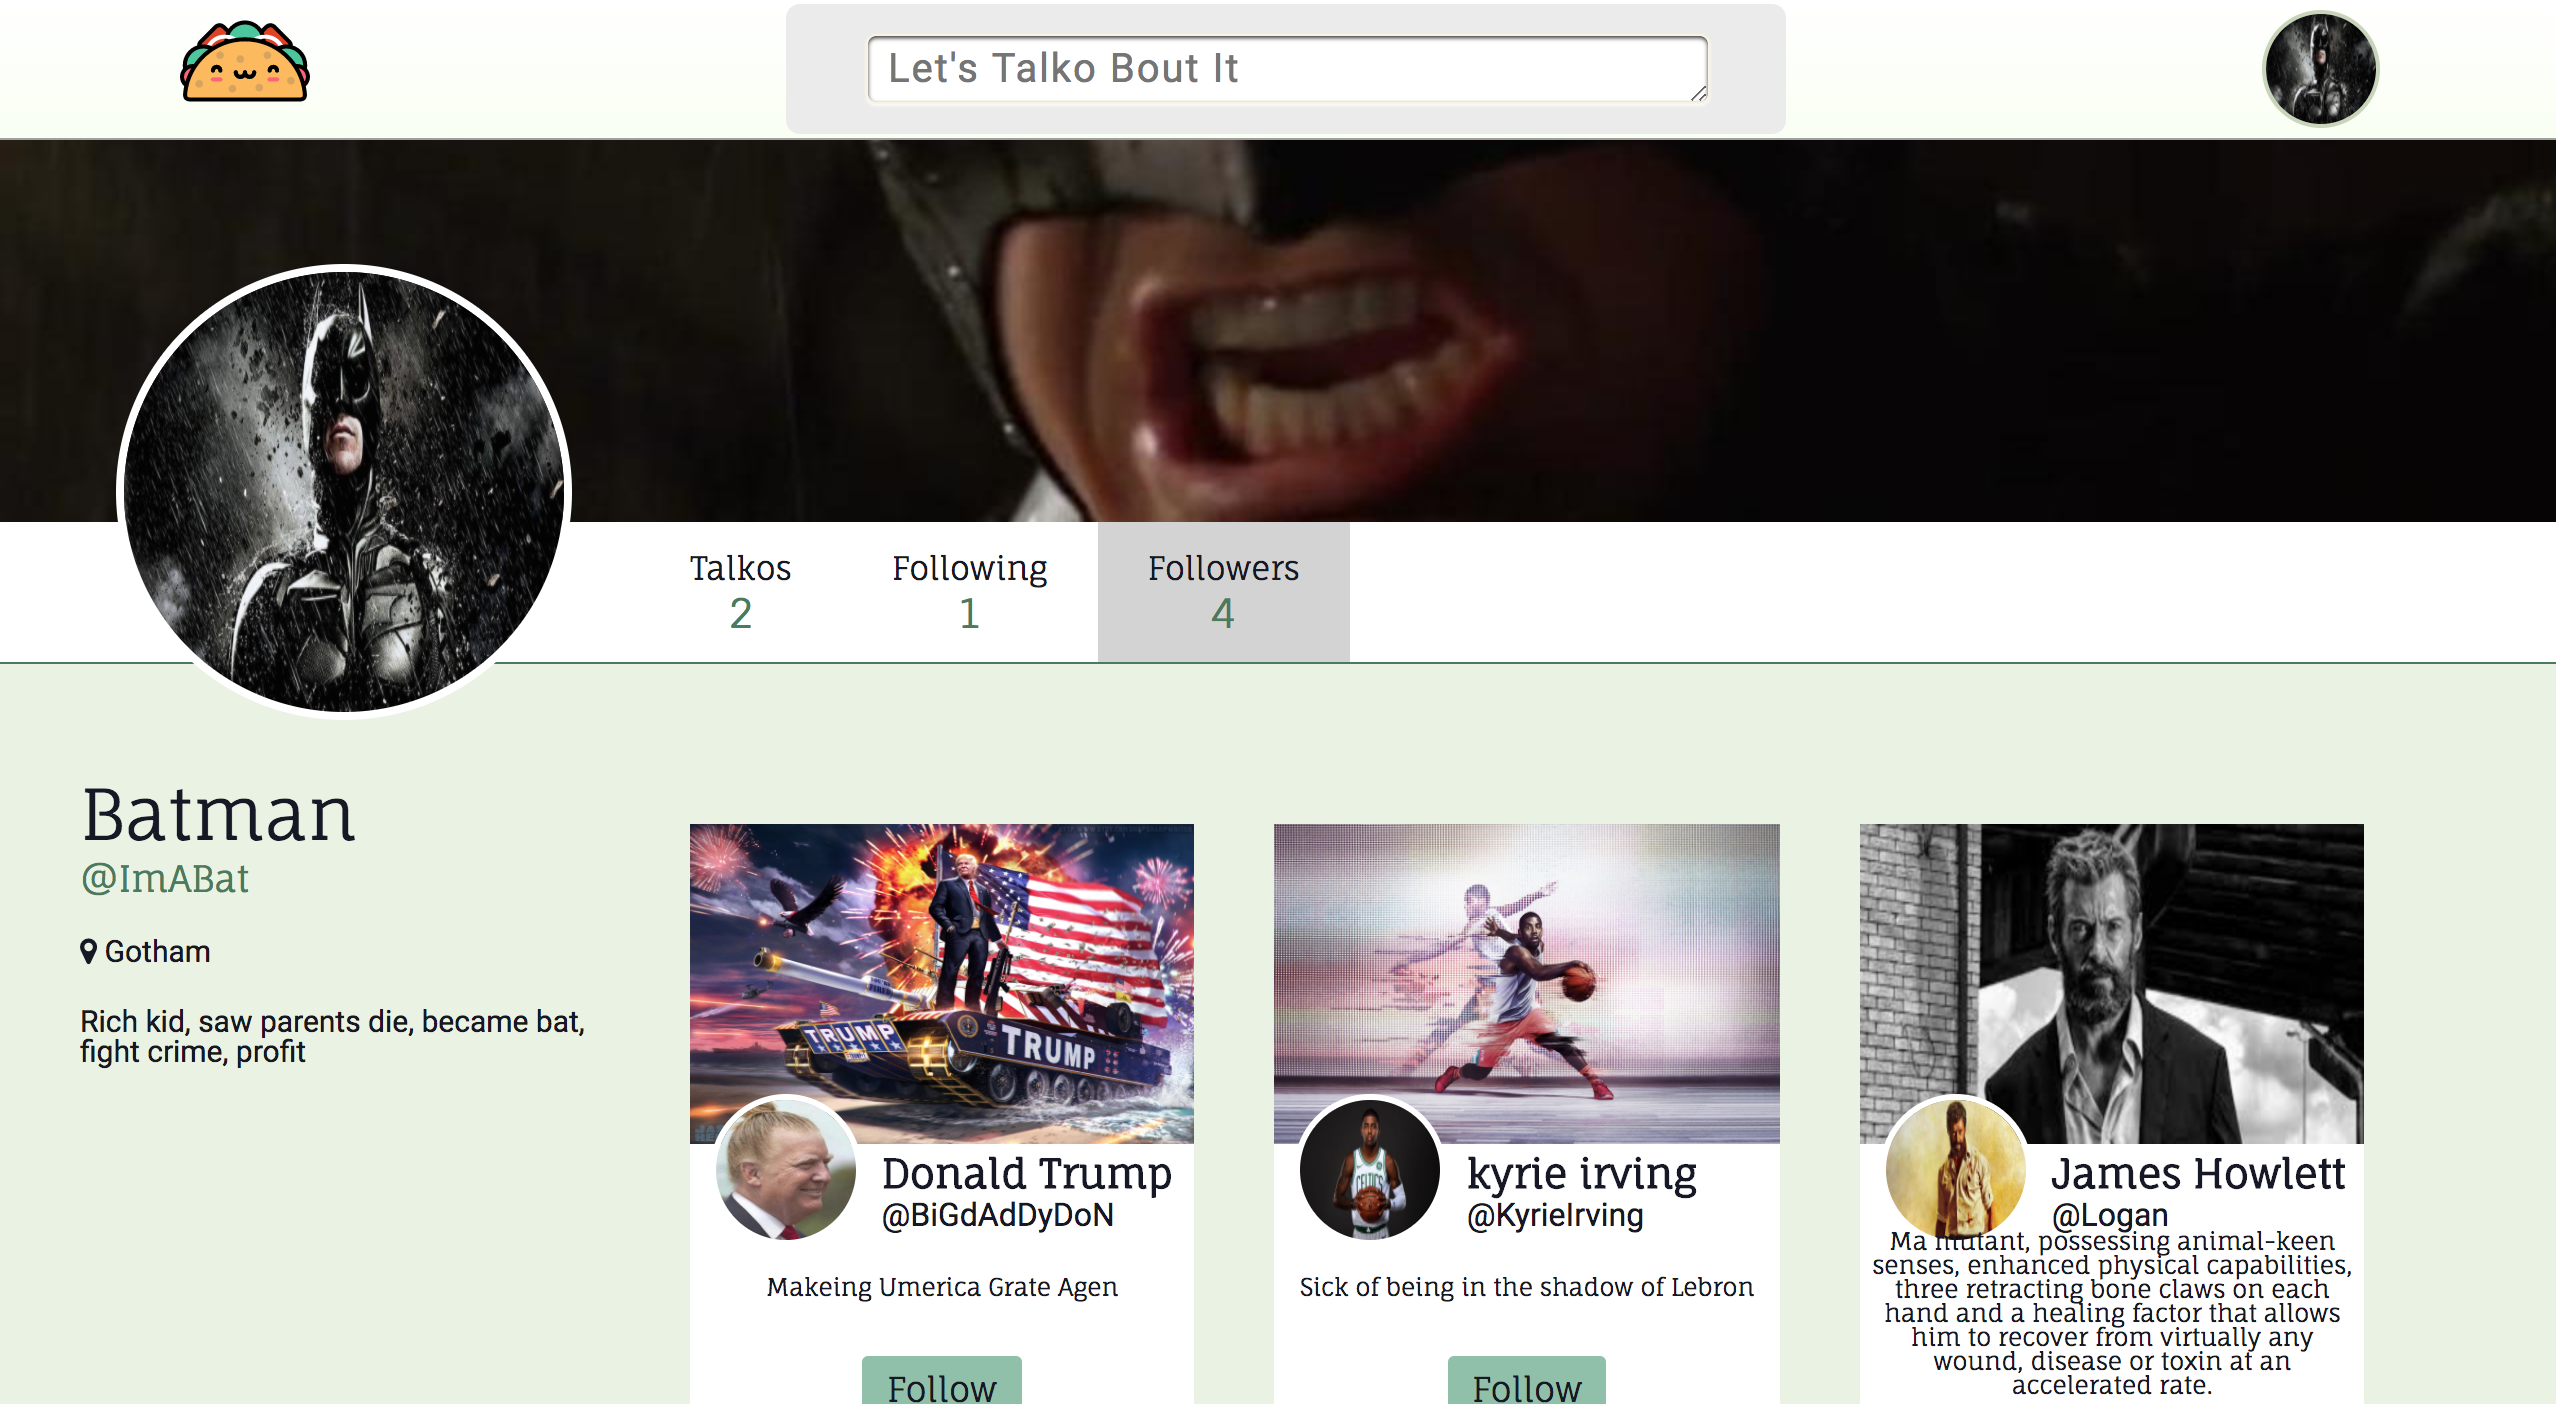 Let's Talko Bout It
Talkos
2
Following
1
Followers
4
Batman
@ImABat
Gotham
Rich kid, saw parents die, became bat,
fight crime, profit
TRUMP
TRUMP
Donald Trump
@BiGdAdDyDoN
Makeing Umerica Grate Agen
Follow
CELTICS
kyrie irving
@KyrieIrving
Sick of being in the shadow of Lebron
Follow
James Howlett
@Logan
Ma mutant, possessing animal-keen
senses, enhanced physical capabilities,
three retracting bone claws on each
hand and a healing factor that allows
him to recover from virtually any
wound, disease or toxin at an
accelerated rate.